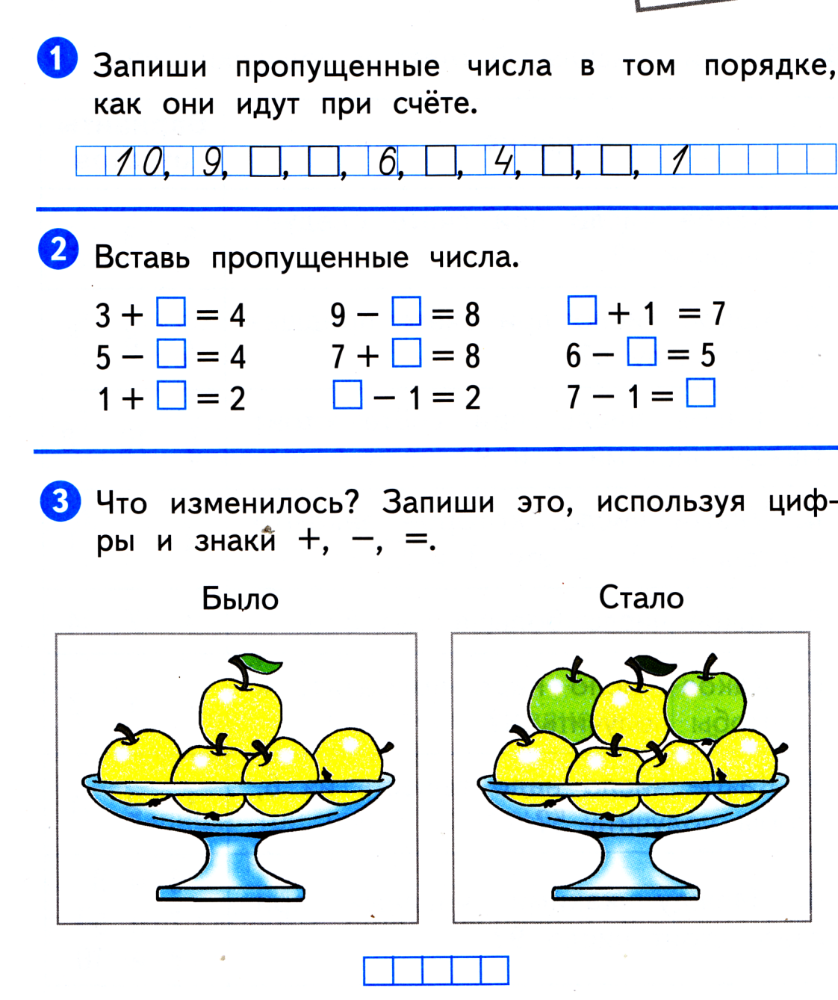 1 Запиши пропущенные числа в том порядке,
как они идут при счёте.
10, 9, □, □, 6, □, 4, □, □, 1
2 Вставь пропущенные числа.
3 + □ = 4 9 − □ = 8 □ + 1 = 7
5 − □ = 4 7 + □ = 8 6 − □ = 5
1 + □ = 2 □ − 1 = 2 7 − 1 = □
3 Что изменилось? Запиши это, используя циф-
ры и знаки +, −, =.
Было Стало